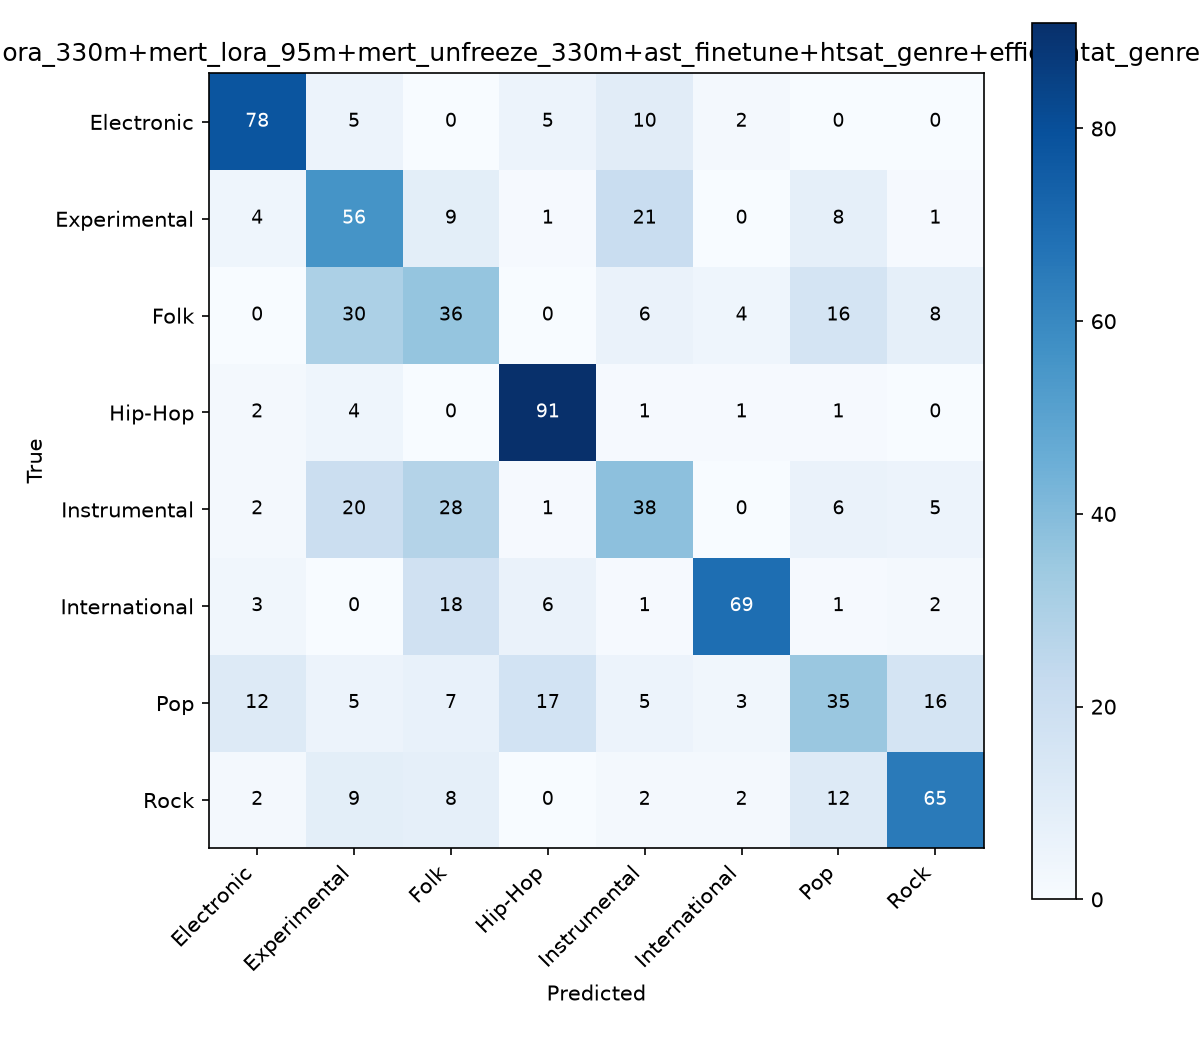 ora_330m+mert_lora_95m+mert_unfreeze_330m+ast_finetune+htsat_genre+effi tat_genre
Electronic 78 5 0 5 10 2 0 0
Experimental 4 56 9 1 21 0 8 1
Folk 0 30 36 0 6 4 16 8
Hip-Hop 2 4 0 91 1 1 1 0
Instrumental 2 20 28 1 38 0 6 5
International 3 0 18 6 1 69 1 2
Pop 12 5 7 17 5 3 35 16
Rock 2 9 8 0 2 2 12 65
True
Electronic Experimental Folk Hip-Hop Instrumental International Pop Rock
Predicted
80
60
40
20
0